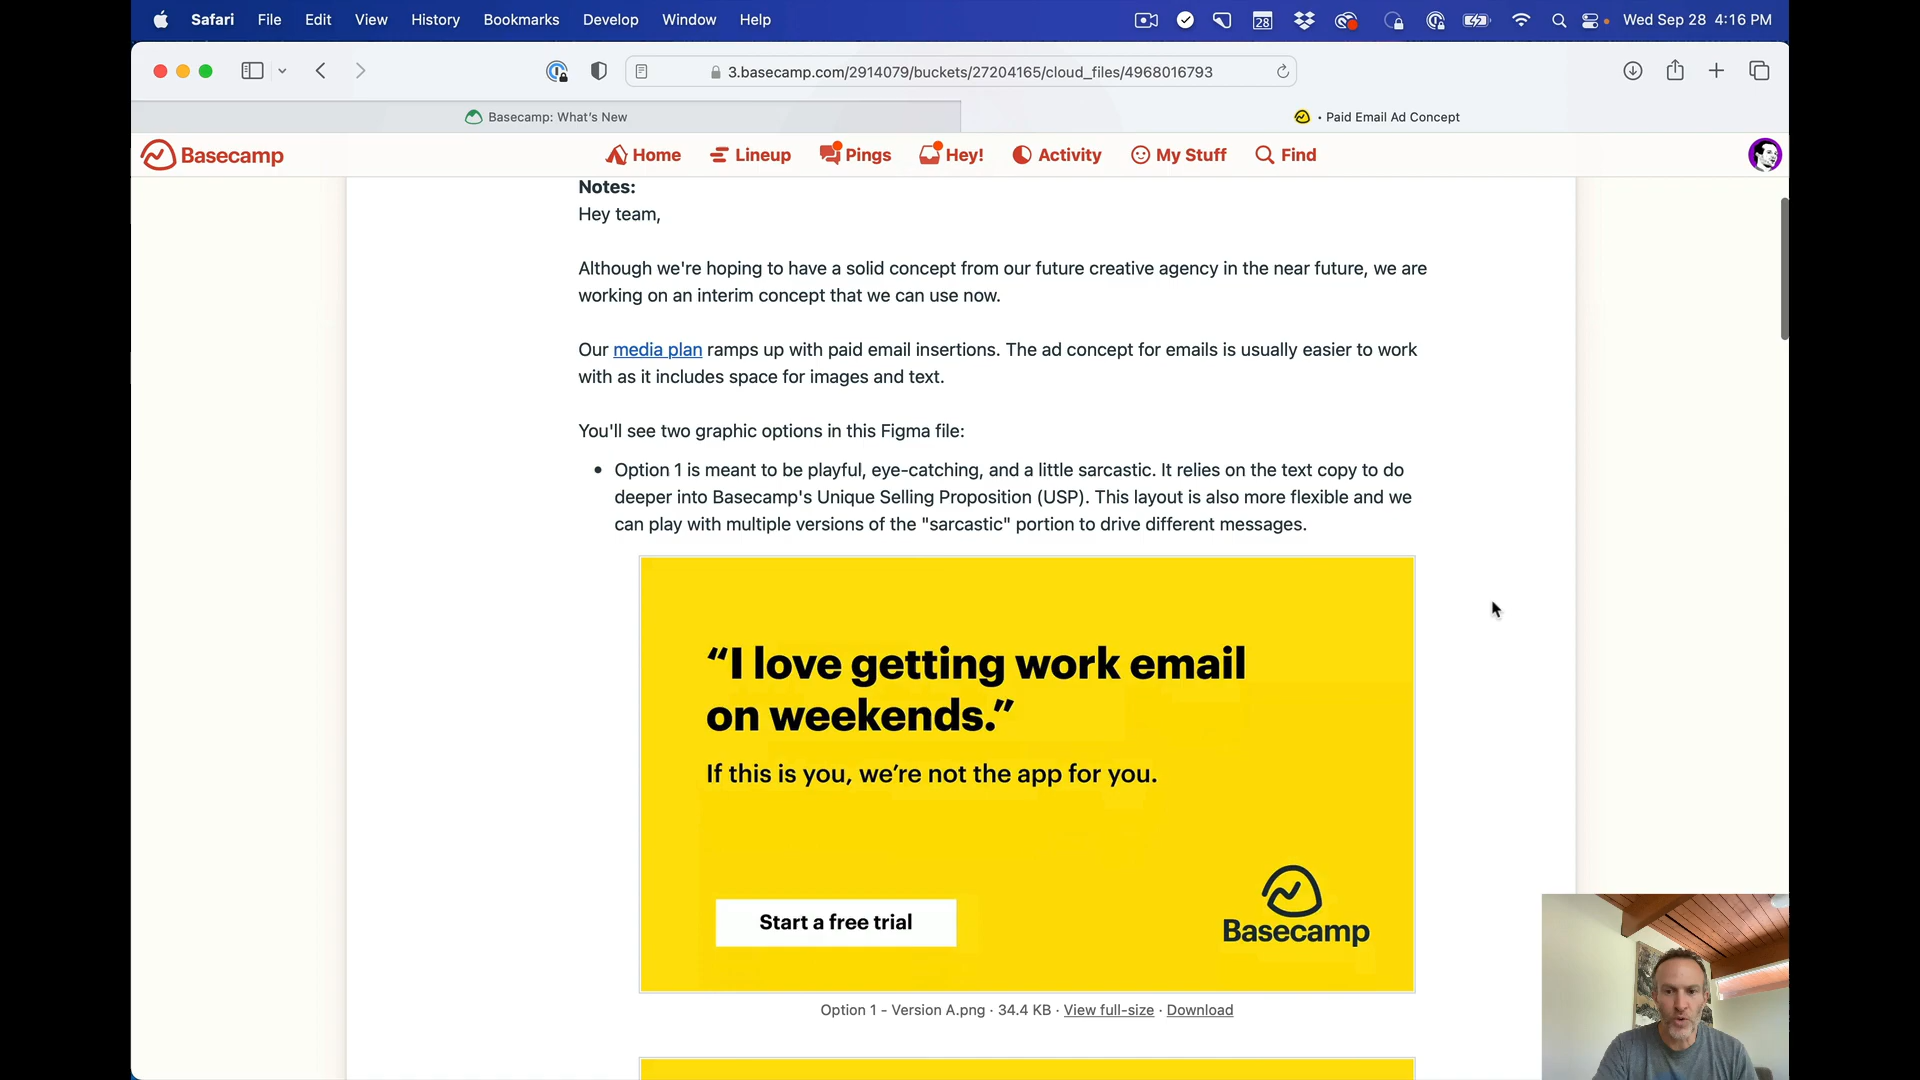 Safari File Edit View History Bookmarks Develop Window Help 28 Wed Sep 28 4:16 PM
3.basecamp.com/2914079/buckets/27204165/cloud_files/4968016793
Basecamp: What's New • Paid Email Ad Concept
Basecamp Home Lineup Pings Hey! Activity My Stuff Find
Notes:
Hey team,
Although we're hoping to have a solid concept from our future creative agency in the near future, we are
working on an interim concept that we can use now.
Our media plan ramps up with paid email insertions. The ad concept for emails is usually easier to work
with as it includes space for images and text.
You'll see two graphic options in this Figma file:
• Option 1 is meant to be playful, eye-catching, and a little sarcastic. It relies on the text copy to do
deeper into Basecamp's Unique Selling Proposition (USP). This layout is also more flexible and we
can play with multiple versions of the "sarcastic" portion to drive different messages.
“I love getting work email
on weekends.”
If this is you, we’re not the app for you.
Start a free trial
Basecamp
Option 1 - Version A.png · 34.4 KB · View full-size · Download